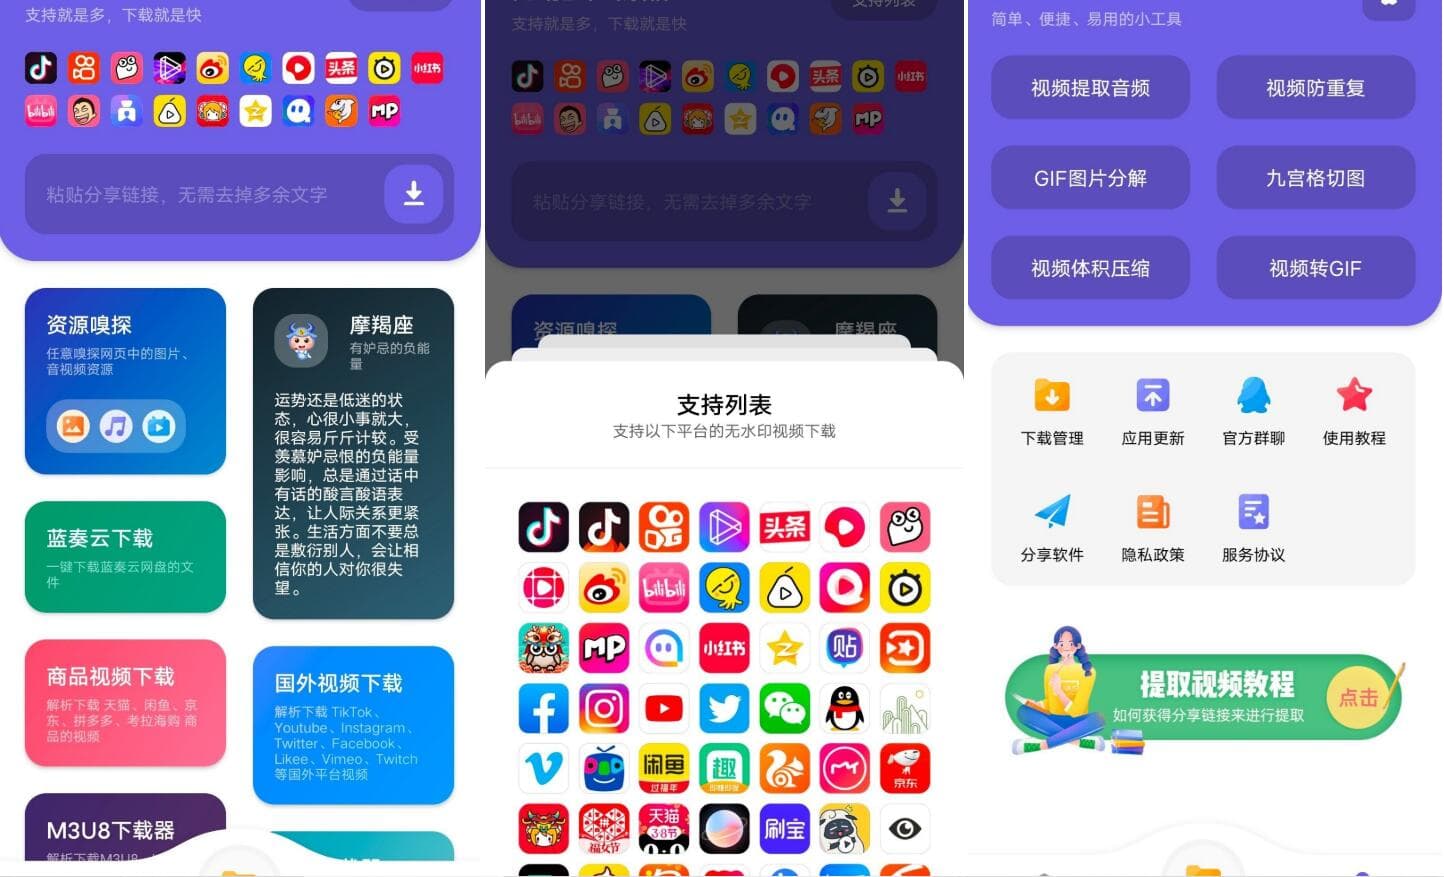 支持就是多，下载就是快
头条
小红书
bilibili
MP
粘贴分享链接，无需去掉多余文字
资源嗅探
任意嗅探网页中的图片、
音视频资源
摩羯座
有妒忌的负能
量
运势还是低迷的状
态，心很小事就大，
很容易斤斤计较。受
羡慕妒忌恨的负能量
影响，总是通过话中
有话的酸言酸语表
达，让人际关系更紧
张。生活方面不要总
是敷衍别人，会让相
信你的人对你很失
望。
蓝奏云下载
一键下载蓝奏云网盘的文
件
商品视频下载
解析下载 天猫、闲鱼、京
东、拼多多、考拉海购 商
品的视频
国外视频下载
解析下载 TikTok、
Youtube、Instagram、
Twitter、Facebook、
Likee、Vimeo、Twitch
等国外平台视频
M3U8下载器
解析下载M3U8
支持列表
支持就是多，下载就是快
头条
小红书
bilibili
MP
粘贴分享链接，无需去掉多余文字
资源嗅探
摩羯座
支持列表
支持以下平台的无水印视频下载
头条
bilibili
MP
小红书
贴
闲鱼
过福年
趣
京东
福女节
天猫
38节
刷宝
简单、便捷、易用的小工具
视频提取音频
视频防重复
GIF图片分解
九宫格切图
视频体积压缩
视频转GIF
下载管理
应用更新
官方群聊
使用教程
分享软件
隐私政策
服务协议
提取视频教程
如何获得分享链接来进行提取
点击